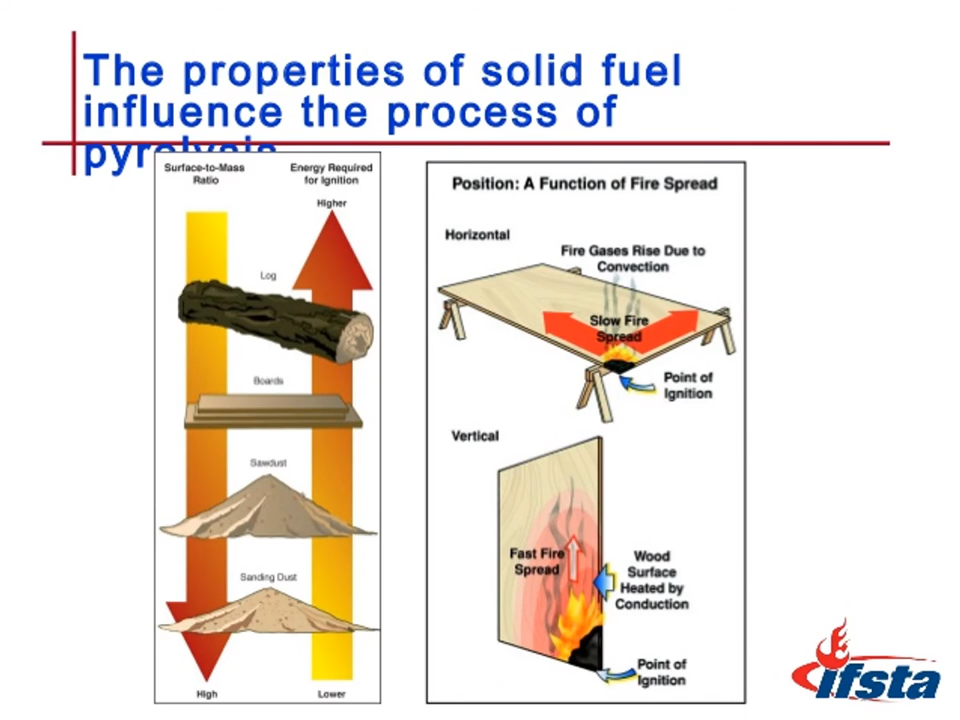 The properties of solid fuel
influence the process of
pyrolysis
Surface-to-Mass
Ratio
Energy Required
for Ignition
Higher
Log
Boards
Sawdust
Sanding Dust
High
Lower
Position: A Function of Fire Spread
Horizontal
Fire Gases Rise Due to
Convection
Slow Fire
Spread
Point of
Ignition
Vertical
Fast Fire
Spread
Wood
Surface
Heated by
Conduction
Point of
Ignition
ifsta